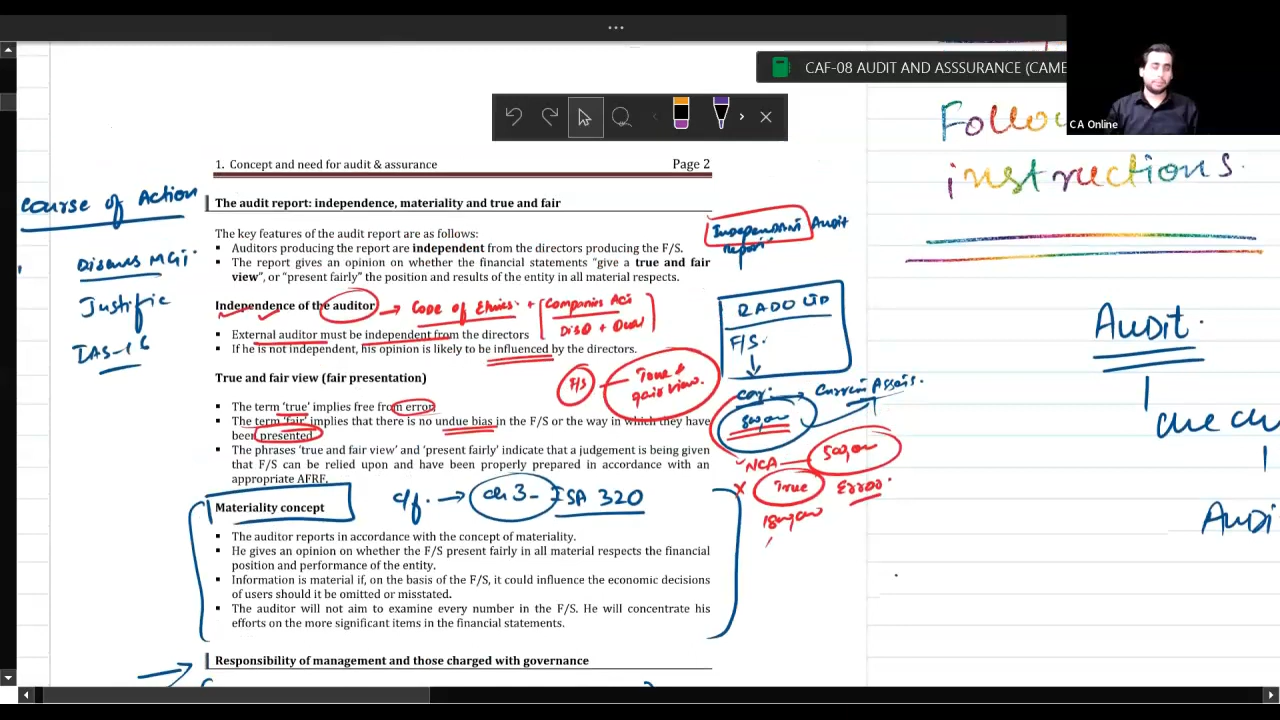 CAF-08 AUDIT AND ASSSURANCE (CAME
CA Online
Follou
instructions.
1. Concept and need for audit & assurance Page 2
Course of Action
The audit report: independence, materiality and true and fair
Independent Audit
report
The key features of the audit report are as follows:
▪ Auditors producing the report are independent from the directors producing the F/S.
▪ The report gives an opinion on whether the financial statements “give a true and fair
view”, or “present fairly” the position and results of the entity in all material respects.
Discuss MGT.
Justific
IAS-16
Independence of the auditor → Code of Ethics + Companies Act
▪ External auditor must be independent from the directors
▪ If he is not independent, his opinion is likely to be influenced by the directors.
F/S
True & fair view.
F/S.
Current Assets.
True and fair view (fair presentation)
▪ The term ‘true’ implies free from error
▪ The term ‘fair’ implies that there is no undue bias in the F/S or the way in which they have
been presented
▪ The phrases ‘true and fair view’ and ‘present fairly’ indicate that a judgement is being given
that F/S can be relied upon and have been properly prepared in accordance with an
appropriate AFRF.
NCA
True
Error.
Audit.
Materiality concept
c/f. → Ch 3 - ISA 320
▪ The auditor reports in accordance with the concept of materiality.
▪ He gives an opinion on whether the F/S present fairly in all material respects the financial
position and performance of the entity.
▪ Information is material if, on the basis of the F/S, it could influence the economic decisions
of users should it be omitted or misstated.
▪ The auditor will not aim to examine every number in the F/S. He will concentrate his
efforts on the more significant items in the financial statements.
Responsibility of management and those charged with governance